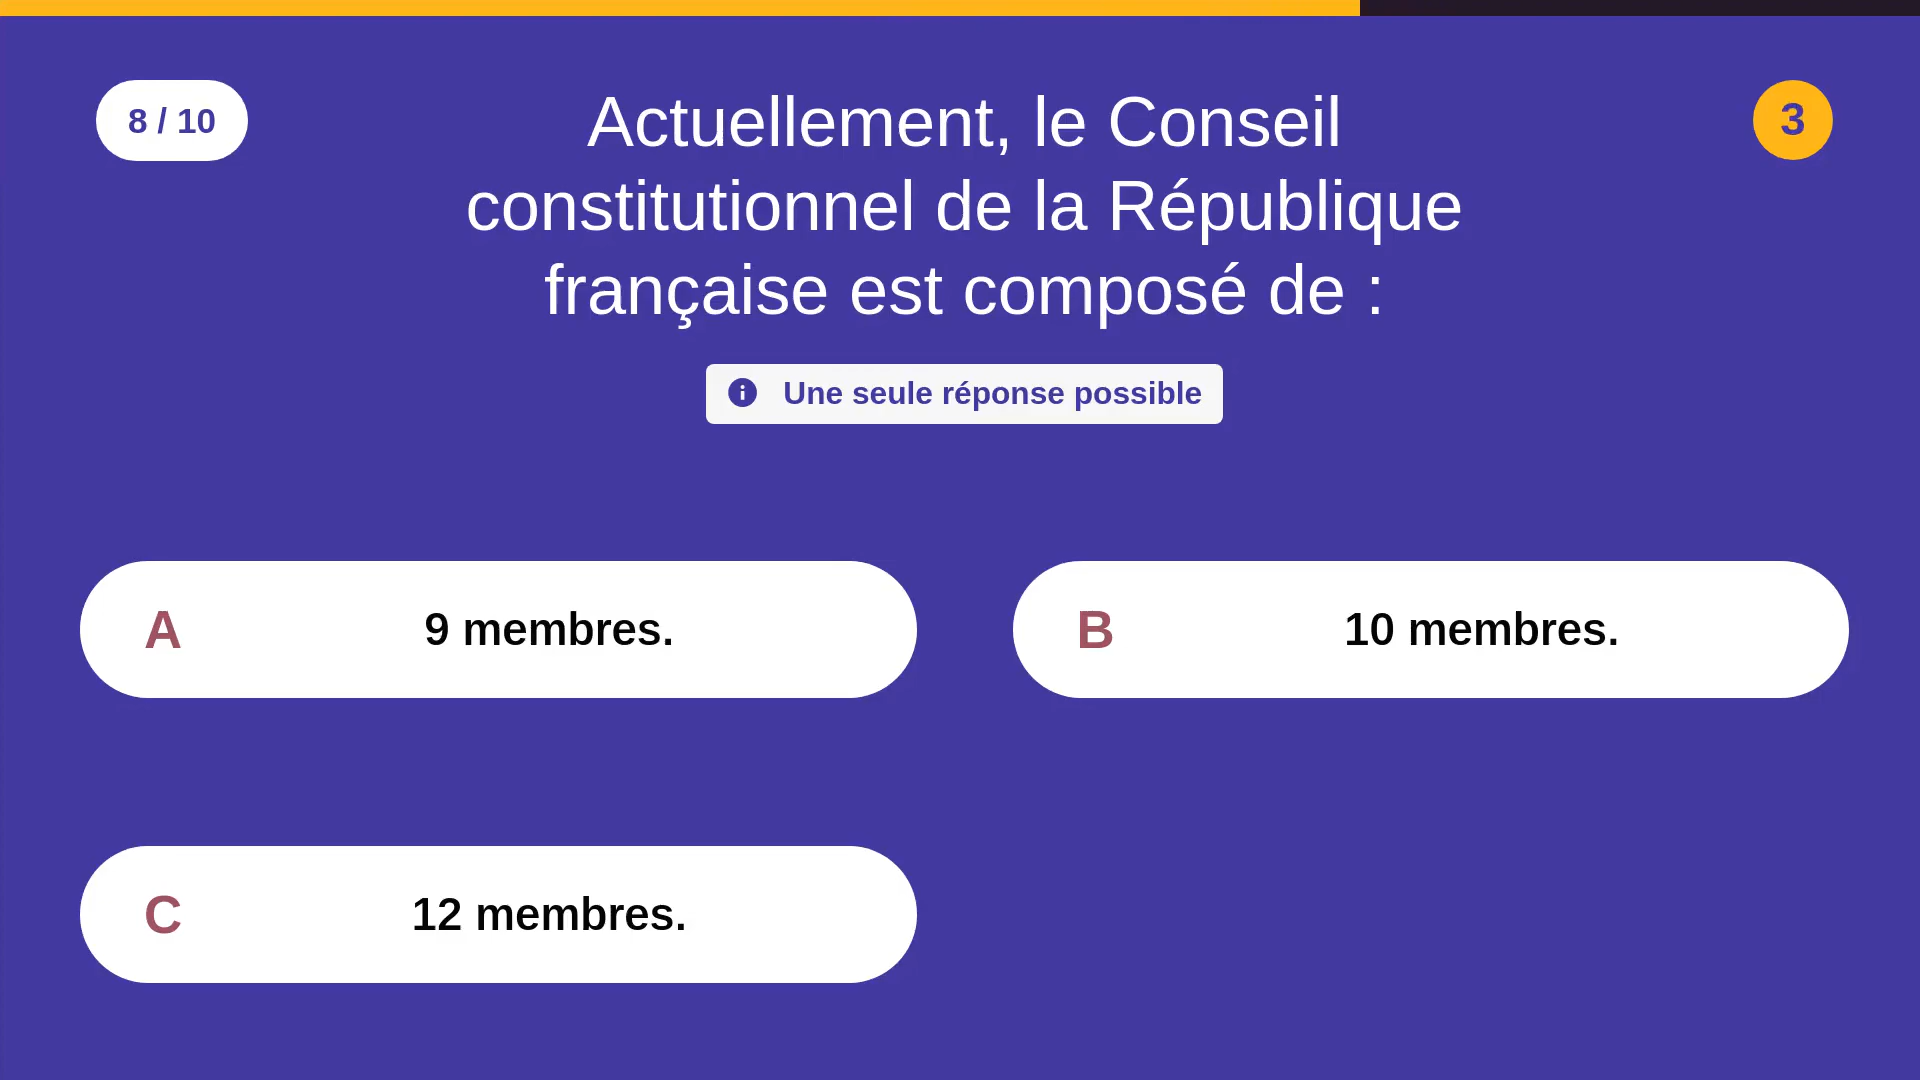 8 / 10
Actuellement, le Conseil
constitutionnel de la République
française est composé de :
3
Une seule réponse possible
A 9 membres.
B 10 membres.
C 12 membres.